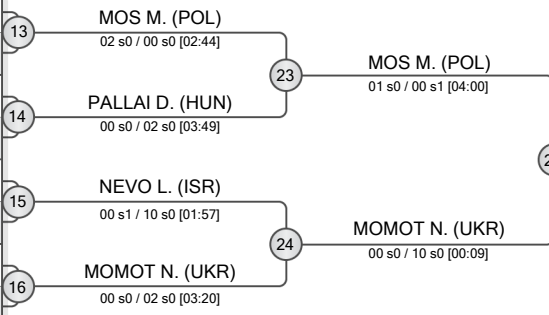 13
MOS M. (POL)
02 s0 / 00 s0 [02:44]
23
MOS M. (POL)
01 s0 / 00 s1 [04:00]
14
PALLAI D. (HUN)
00 s0 / 02 s0 [03:49]
15
NEVO L. (ISR)
00 s1 / 10 s0 [01:57]
24
MOMOT N. (UKR)
00 s0 / 10 s0 [00:09]
16
MOMOT N. (UKR)
00 s0 / 02 s0 [03:20]